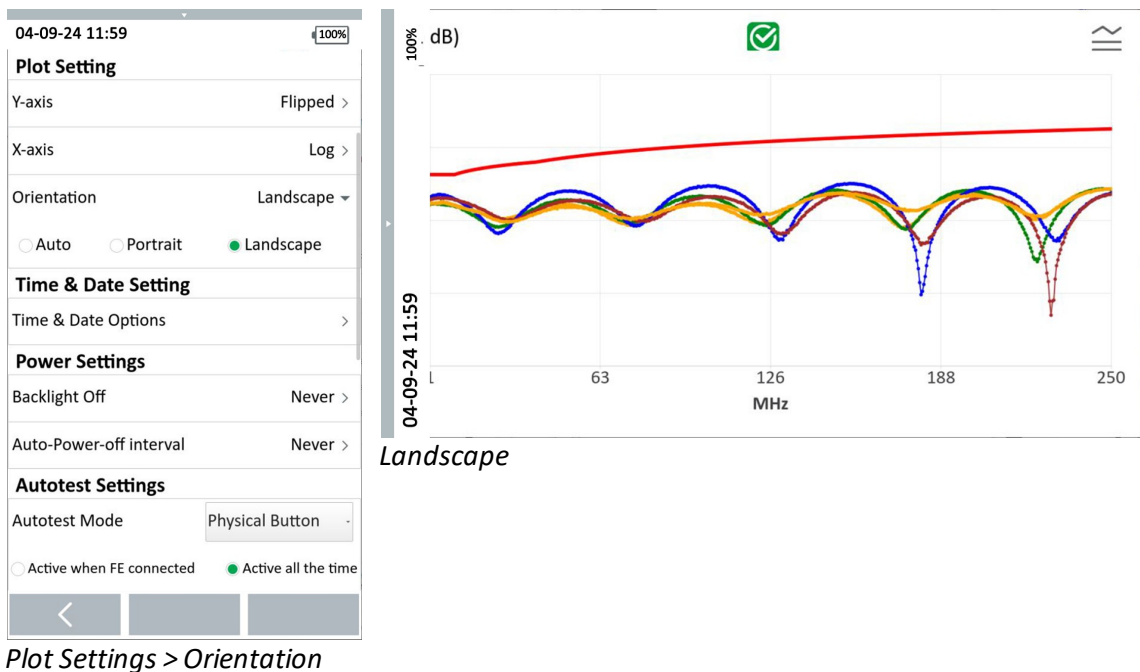 04-09-24 11:59 100%
Plot Setting
Y-axis Flipped >
X-axis Log >
Orientation Landscape
Auto Portrait Landscape
Time & Date Setting
Time & Date Options >
Power Settings
Backlight Off Never >
Auto-Power-off interval Never >
Autotest Settings
Autotest Mode Physical Button
Active when FE connected Active all the time
Plot Settings > Orientation
04-09-24 11:59 100%
dB)
63 126 188 250
MHz
Landscape